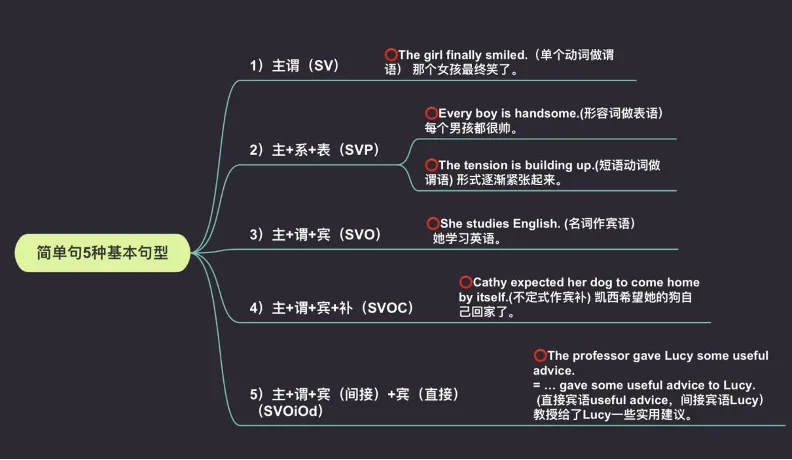 简单句5种基本句型
1）主谓（SV）
The girl finally smiled.（单个动词做谓
语） 那个女孩最终笑了。
2）主+系+表（SVP）
Every boy is handsome.(形容词做表语）
每个男孩都很帅。
The tension is building up.(短语动词做
谓语) 形式逐渐紧张起来。
3）主+谓+宾（SVO）
She studies English. (名词作宾语）
她学习英语。
4）主+谓+宾+补（SVOC）
Cathy expected her dog to come home
by itself.(不定式作宾补) 凯西希望她的狗自
己回家了。
5）主+谓+宾（间接）+宾（直接）
（SVOiOd）
The professor gave Lucy some useful
advice.
= … gave some useful advice to Lucy.
(直接宾语useful advice，间接宾语Lucy）
教授给了Lucy一些实用建议。